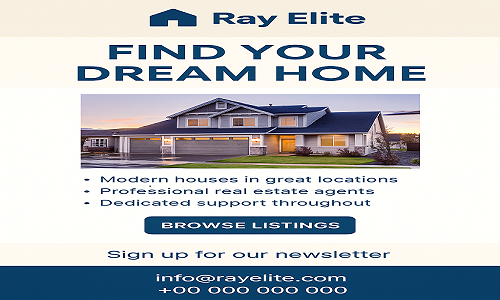 Ray Elite
FIND YOUR
DREAM HOME
• Modern houses in great locations
• Professional real estate agents
• Dedicated support throughout
BROWSE LISTINGS
Sign up for our newsletter
info@rayelite.com
+00 000 000 000